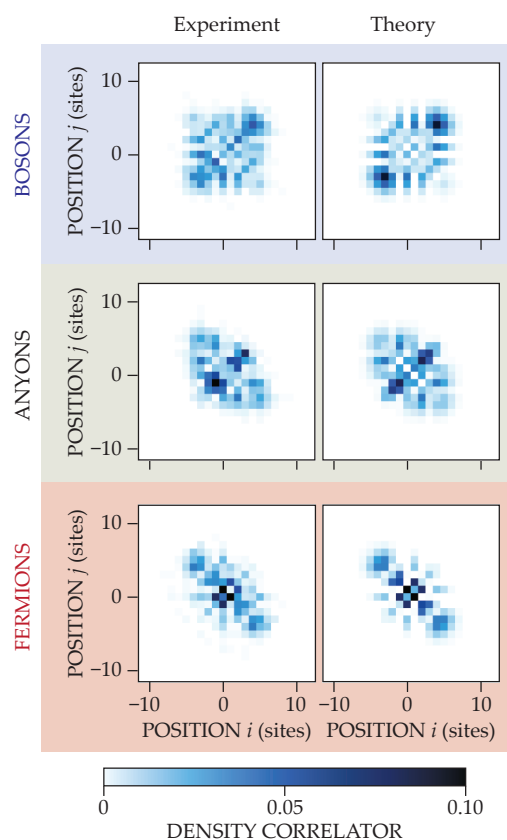 Experiment Theory
BOSONS
POSITION j (sites)
10
0
−10
ANYONS
POSITION j (sites)
10
0
−10
FERMIONS
POSITION j (sites)
10
0
−10
−10 0 10 −10 0 10
POSITION i (sites) POSITION i (sites)
0 0.05 0.10
DENSITY CORRELATOR